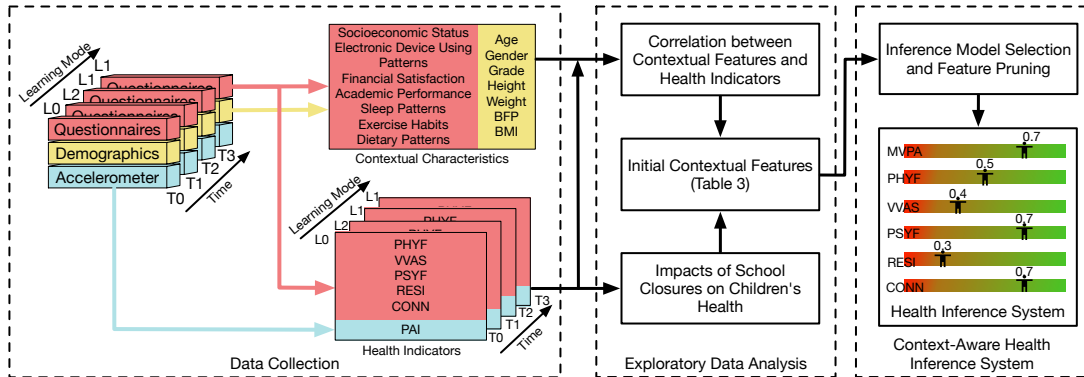 Learning Mode
L1
L1
L2
L0
Questionnaires
Questionnaires
Questionnaires
Demographics
Accelerometer
T0
T1
T2
T3
Time
Socioeconomic Status
Electronic Device Using
Patterns
Financial Satisfaction
Academic Performance
Sleep Patterns
Exercise Habits
Dietary Patterns
Age
Gender
Grade
Height
Weight
BFP
BMI
Contextual Characteristics
Learning Mode
L1
L1
L2
L0
PHYF
PHYF
VVAS
PSYF
RESI
CONN
PAI
T0
T1
T2
T3
Time
Health Indicators
Data Collection
Correlation between
Contextual Features and
Health Indicators
Initial Contextual Features
(Table 3)
Impacts of School
Closures on Children's
Health
Exploratory Data Analysis
Inference Model Selection
and Feature Pruning
MVPA
0.7
PHYF
0.5
VVAS
0.4
PSYF
0.7
RESI
0.3
CONN
0.7
Health Inference System
Context-Aware Health
Inference System